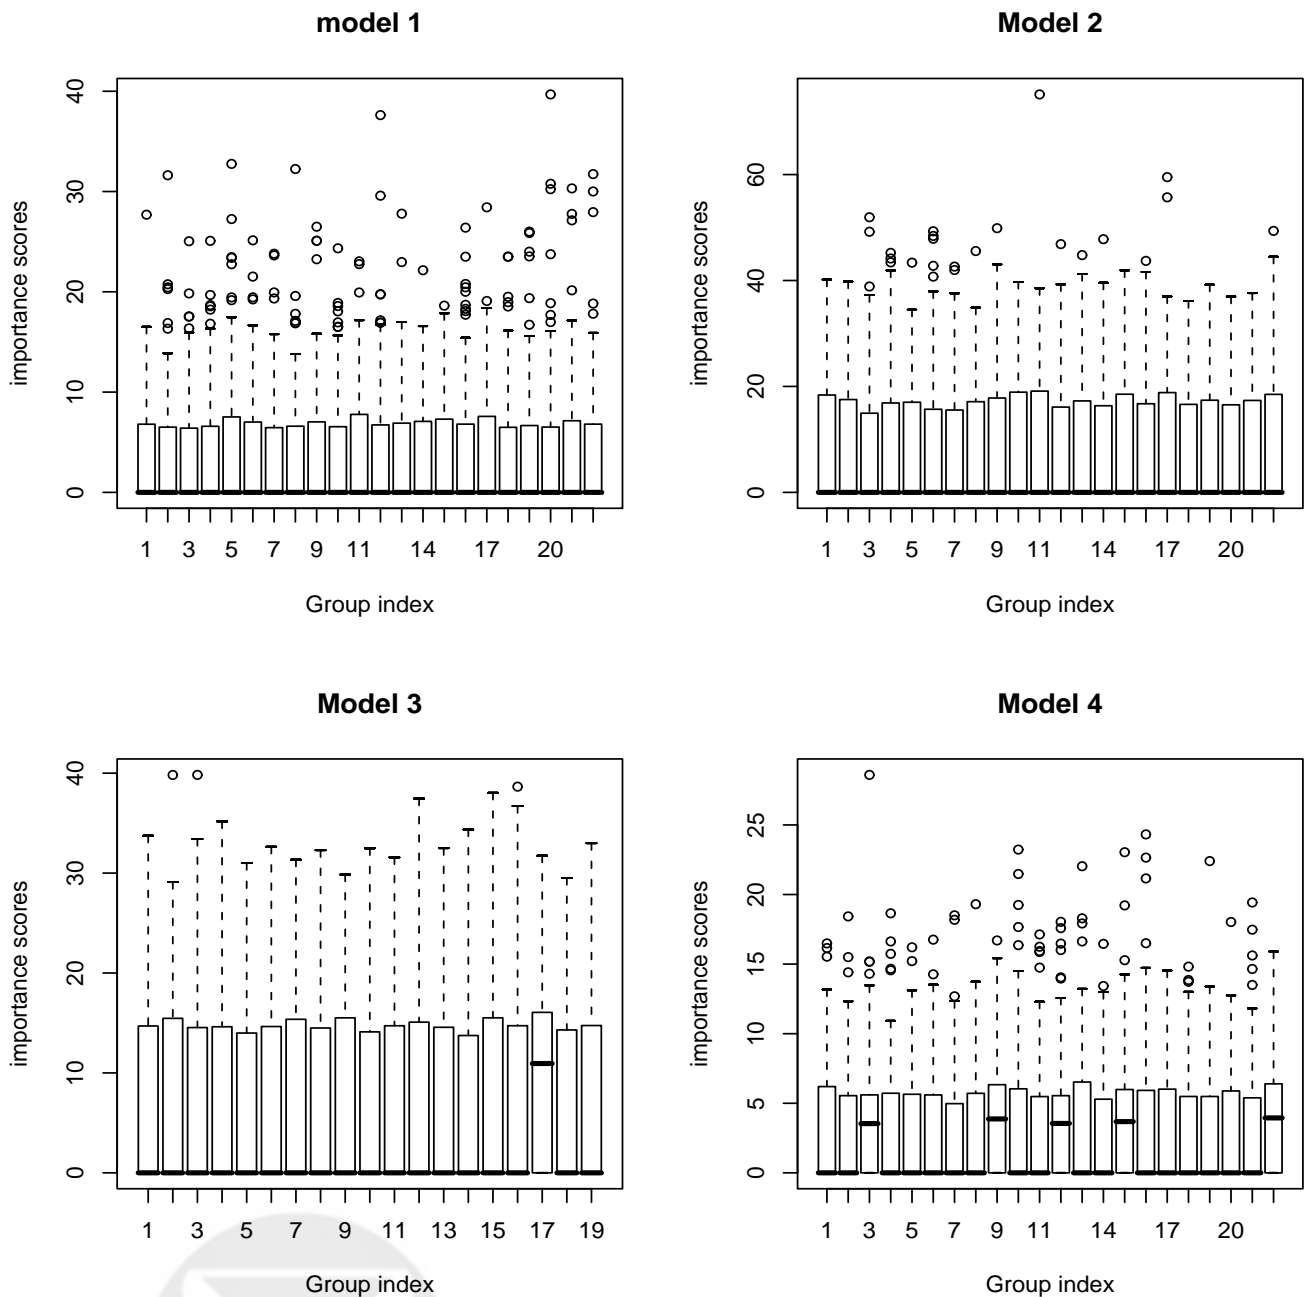 model 1
importance scores
40
30
20
10
0
1 3 5 7 9 11 14 17 20
Group index
Model 2
importance scores
60
40
20
0
1 3 5 7 9 11 14 17 20
Group index
Model 3
importance scores
40
30
20
10
0
1 3 5 7 9 11 13 15 17 19
Group index
Model 4
importance scores
25
20
15
10
5
0
1 3 5 7 9 11 14 17 20
Group index